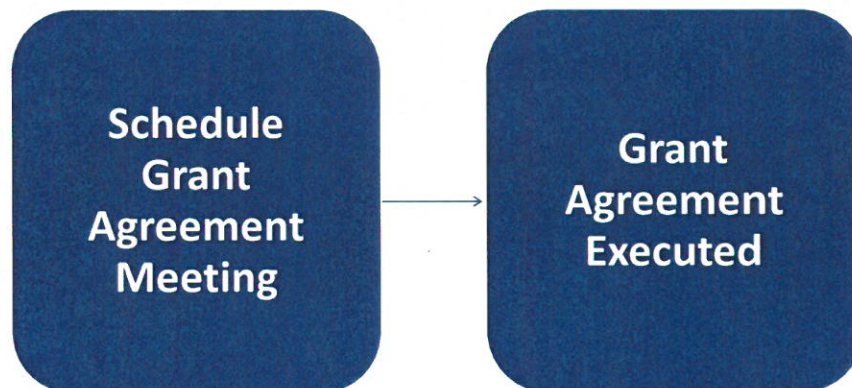 Schedule
Grant
Agreement
Meeting
Grant
Agreement
Executed